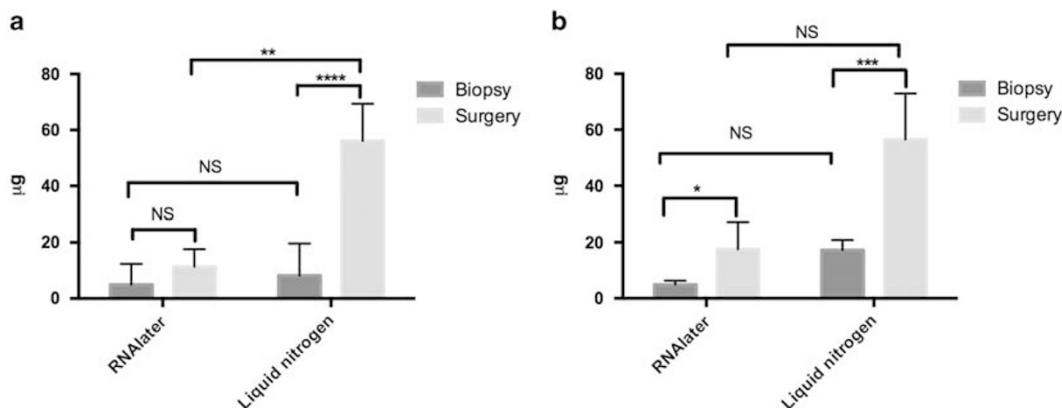 a
**
80
****
Biopsy
Surgery
60
NS
µg
40
NS
20
0
RNAlater
Liquid nitrogen
b
NS
80
***
Biopsy
Surgery
60
NS
µg
40
*
20
0
RNAlater
Liquid nitrogen